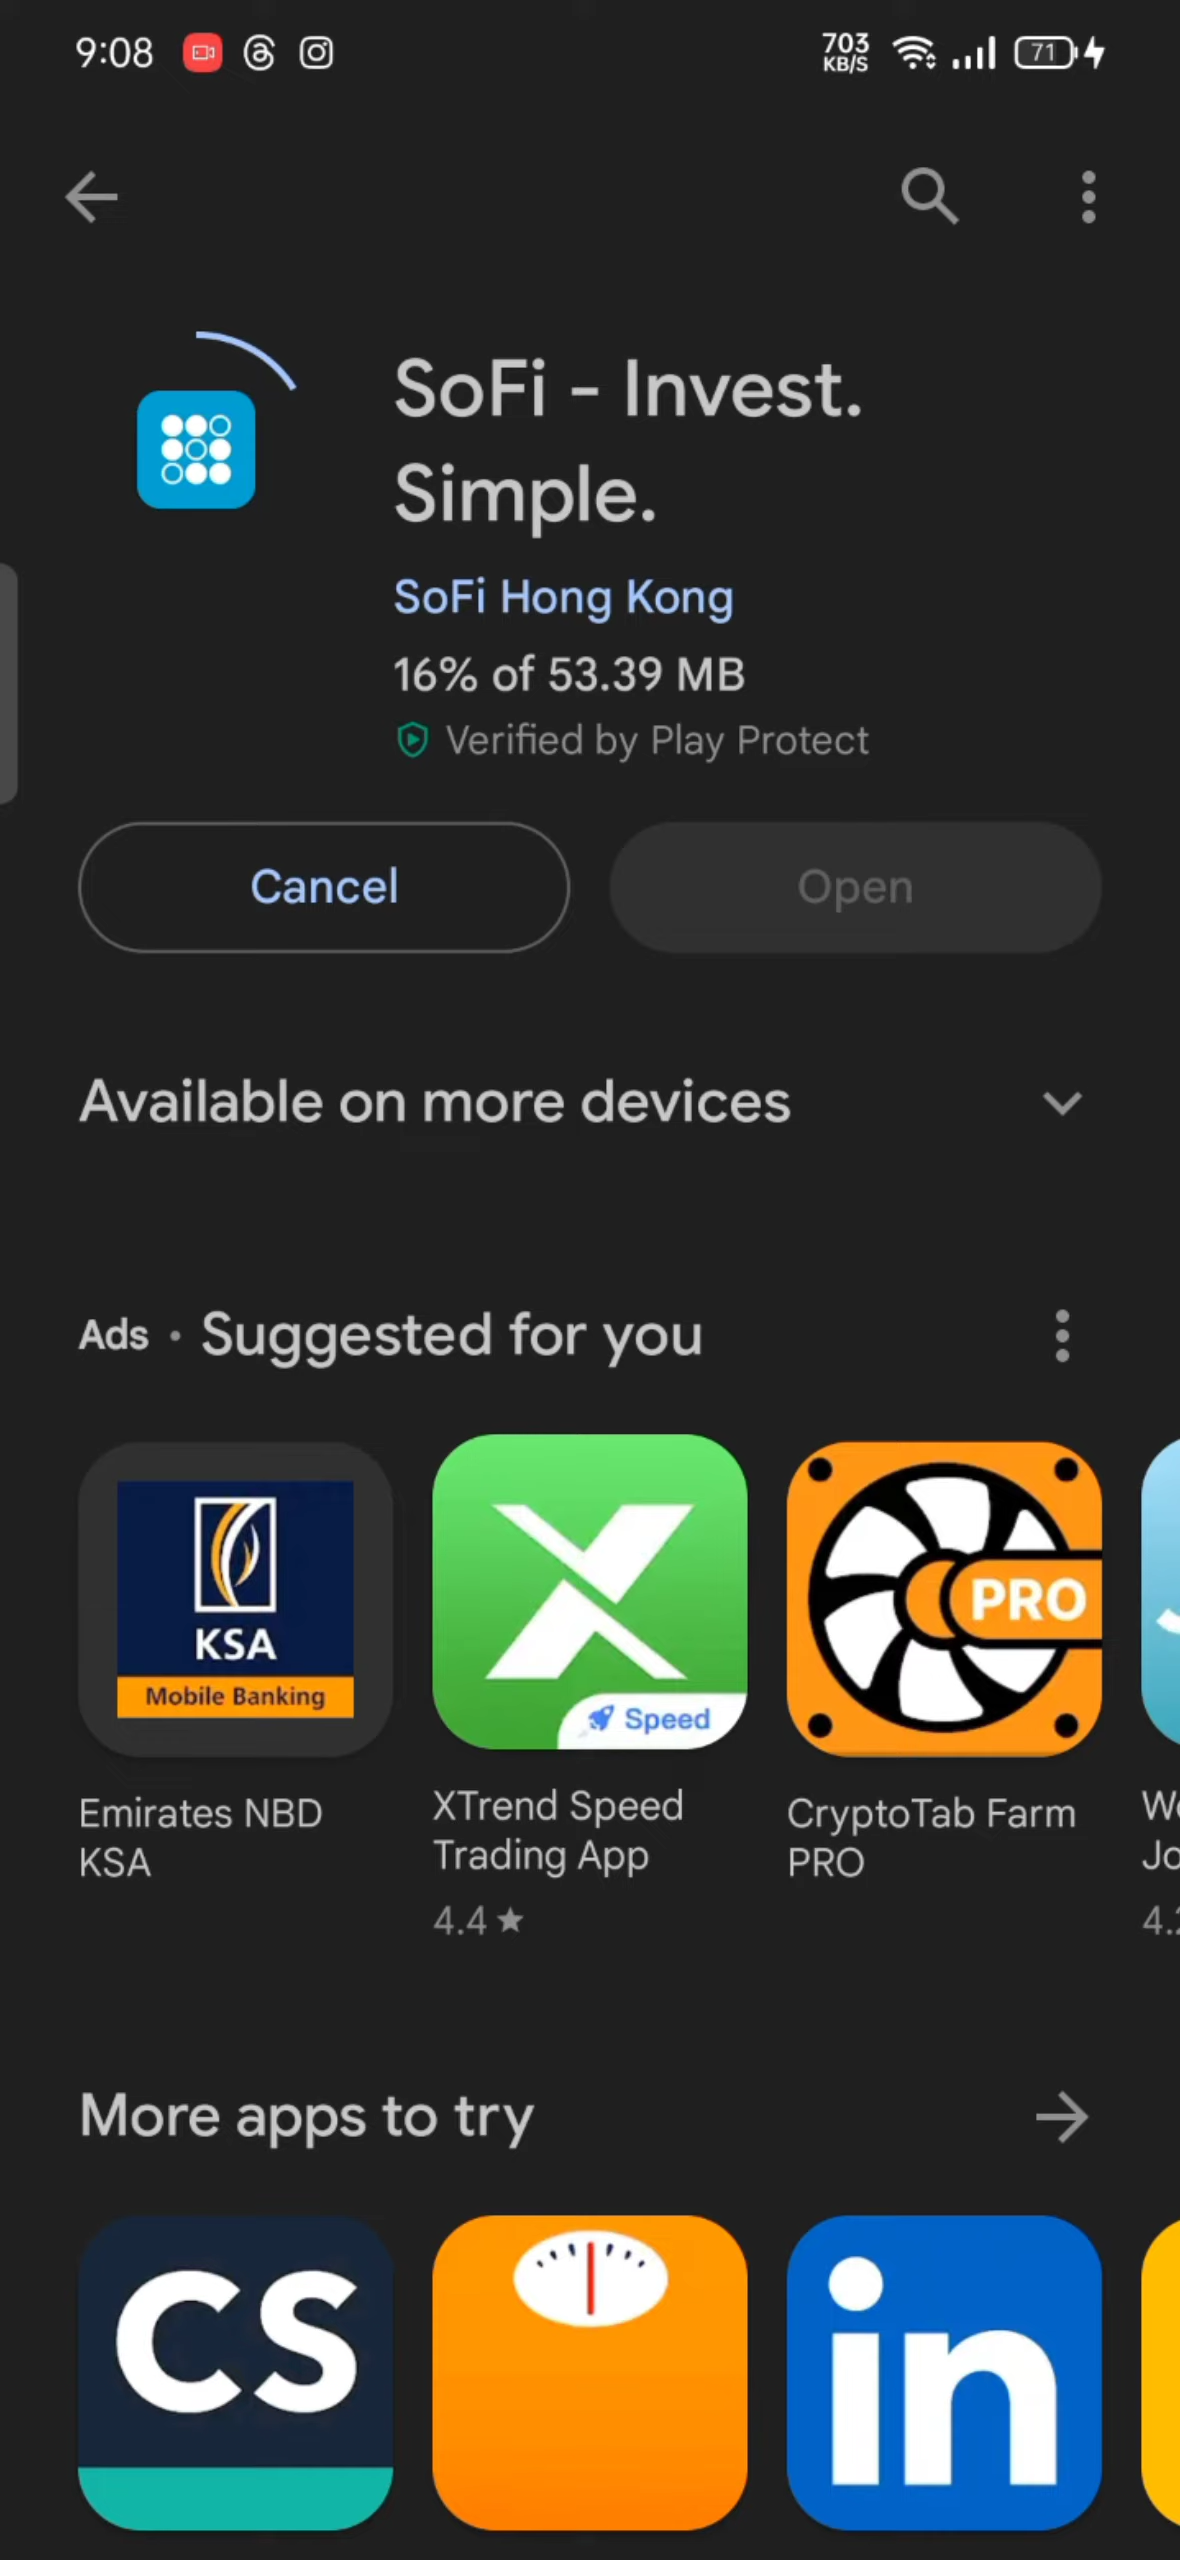 9:08
703
KB/S
71
SoFi - Invest.
Simple.
SoFi Hong Kong
16% of 53.39 MB
Verified by Play Protect
Cancel
Open
Available on more devices
Ads • Suggested for you
KSA
Mobile Banking
Speed
PRO
Emirates NBD
KSA
XTrend Speed
Trading App
4.4 ★
CryptoTab Farm
PRO
More apps to try
CS
in